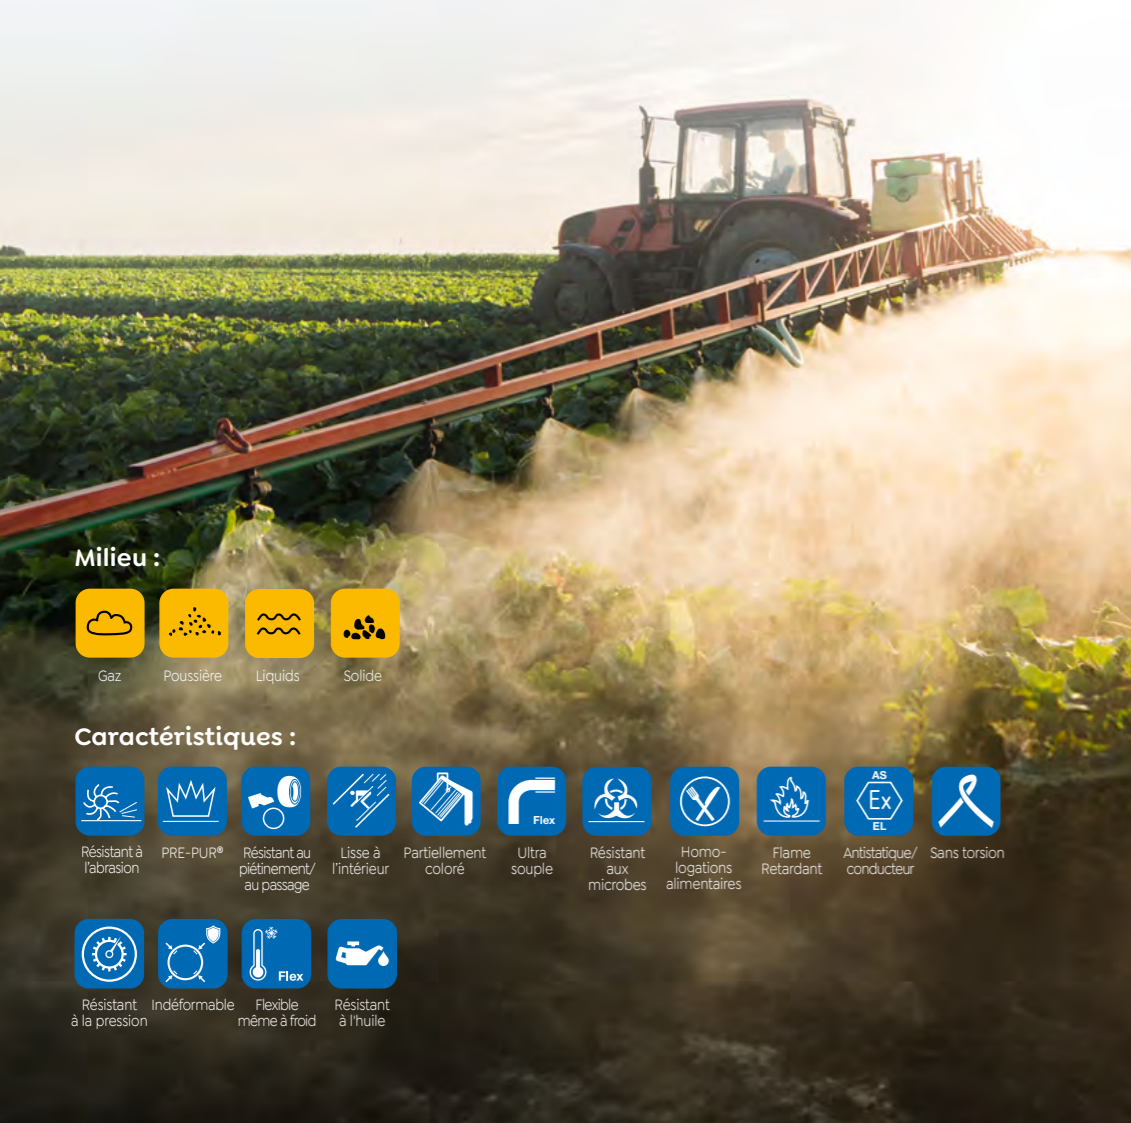 Milieu :
Gaz
Poussière
Liquids
Solide
Caractéristiques :
Résistant à
l'abrasion
PRE-PUR®
Résistant au
piétinement/
au passage
Lisse à
l'intérieur
Partiellement
coloré
Flex
Ultra
souple
Résistant
aux
microbes
Homo-
logations
alimentaires
Flame
Retardant
AS
Ex
EL
Antistatique/
conducteur
Sans torsion
Résistant
à la pression
Indéformable
Flex
Flexible
même à froid
Résistant
à l'huile